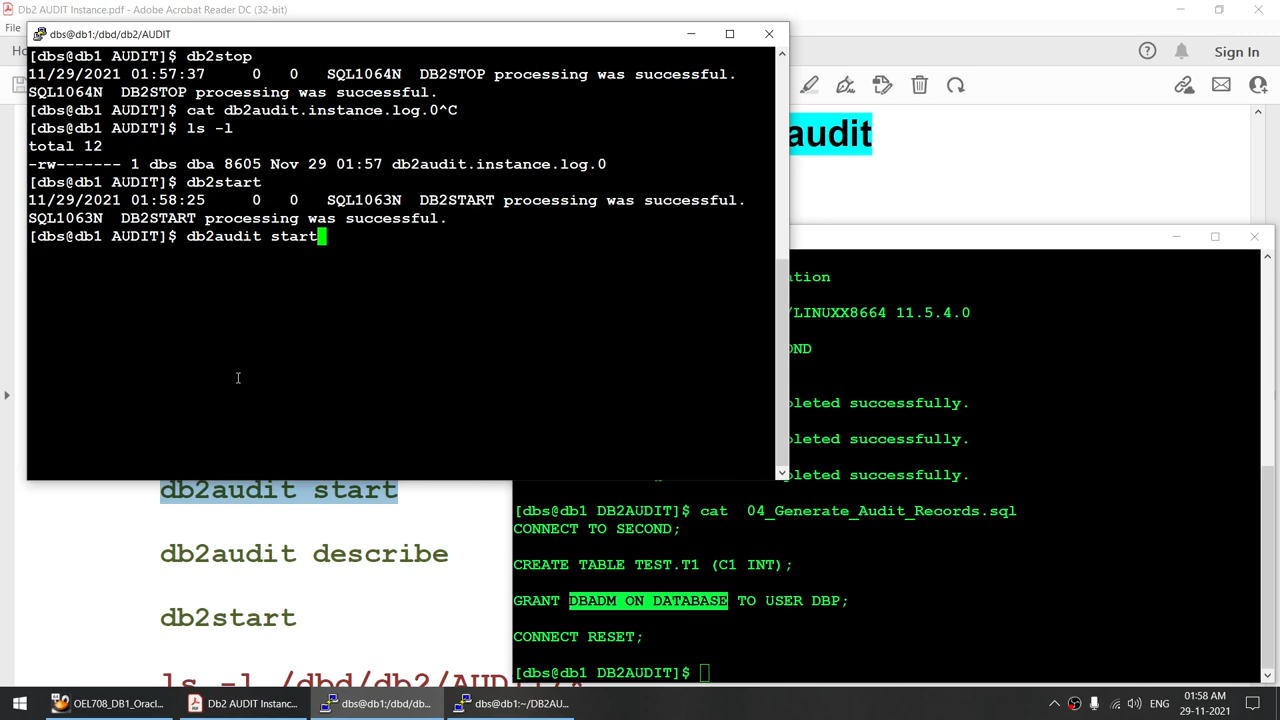 Db2 AUDIT Instance.pdf - Adobe Acrobat Reader DC (32-bit)
File
Sign In
dbs@db1:/dbd/db2/AUDIT
[dbs@db1 AUDIT]$ db2stop
11/29/2021 01:57:37     0   0   SQL1064N  DB2STOP processing was successful.
SQL1064N  DB2STOP processing was successful.
[dbs@db1 AUDIT]$ cat db2audit.instance.log.0^C
[dbs@db1 AUDIT]$ ls -l
total 12
-rw------- 1 dbs dba 8605 Nov 29 01:57 db2audit.instance.log.0
[dbs@db1 AUDIT]$ db2start
11/29/2021 01:58:25     0   0   SQL1063N  DB2START processing was successful.
SQL1063N  DB2START processing was successful.
[dbs@db1 AUDIT]$ db2audit start
audit
ation
/LINUXX8664 11.5.4.0
OND
pleted successfully.
pleted successfully.
pleted successfully.
[dbs@db1 DB2AUDIT]$ cat  04_Generate_Audit_Records.sql
CONNECT TO SECOND;
CREATE TABLE TEST.T1 (C1 INT);
GRANT DBADM ON DATABASE TO USER DBP;
CONNECT RESET;
[dbs@db1 DB2AUDIT]$
db2audit start
db2audit describe
db2start
ls -l /dbd/db2/AUDIT/*
OEL708_DB1_Oracl...
Db2 AUDIT Instanc...
dbs@db1:/dbd/db...
dbs@db1:~/DB2AU...
ENG
01:58 AM
29-11-2021